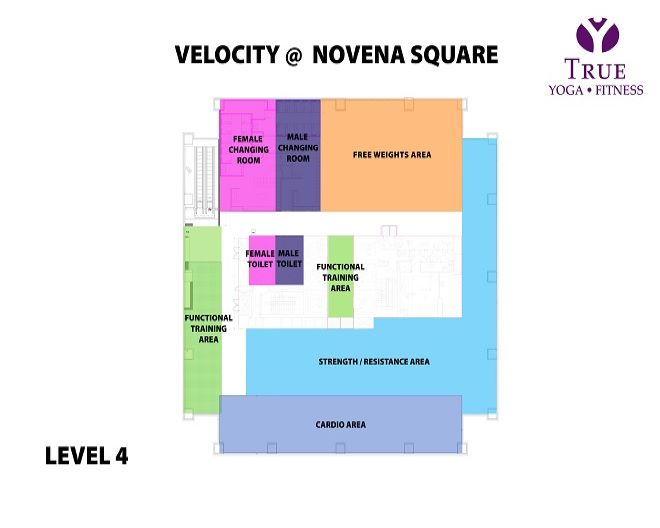 VELOCITY @ NOVENA SQUARE
TRUE
YOGA • FITNESS
FEMALE
CHANGING
ROOM
MALE
CHANGING
ROOM
FREE WEIGHTS AREA
FEMALE
TOILET
MALE
TOILET
FUNCTIONAL
TRAINING
AREA
FUNCTIONAL
TRAINING
AREA
STRENGTH / RESISTANCE AREA
CARDIO AREA
LEVEL 4